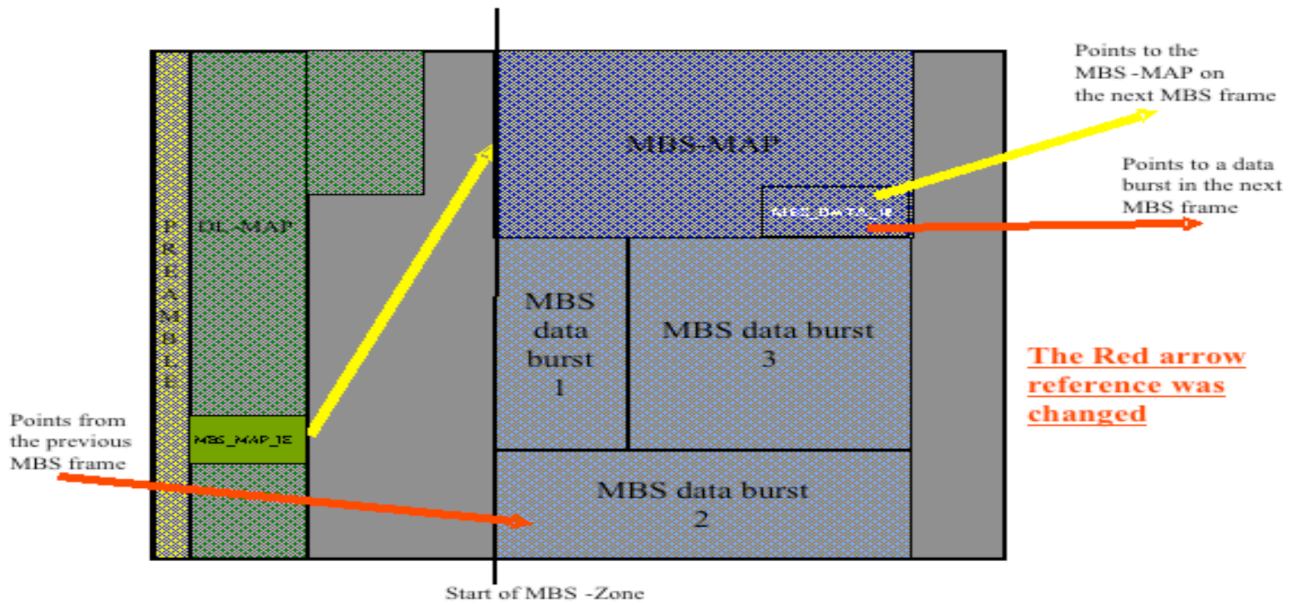 Points to the
MBS -MAP on
the next MBS frame
Points to a data
burst in the next
MBS frame
MBS-MAP
MBS_DATA_IE
PREAMBLE
DL-MAP
MBS
data
burst
1
MBS data burst
3
The Red arrow
reference was
changed
Points from
the previous
MBS frame
MBS_MAP_IE
MBS data burst
2
Start of MBS -Zone